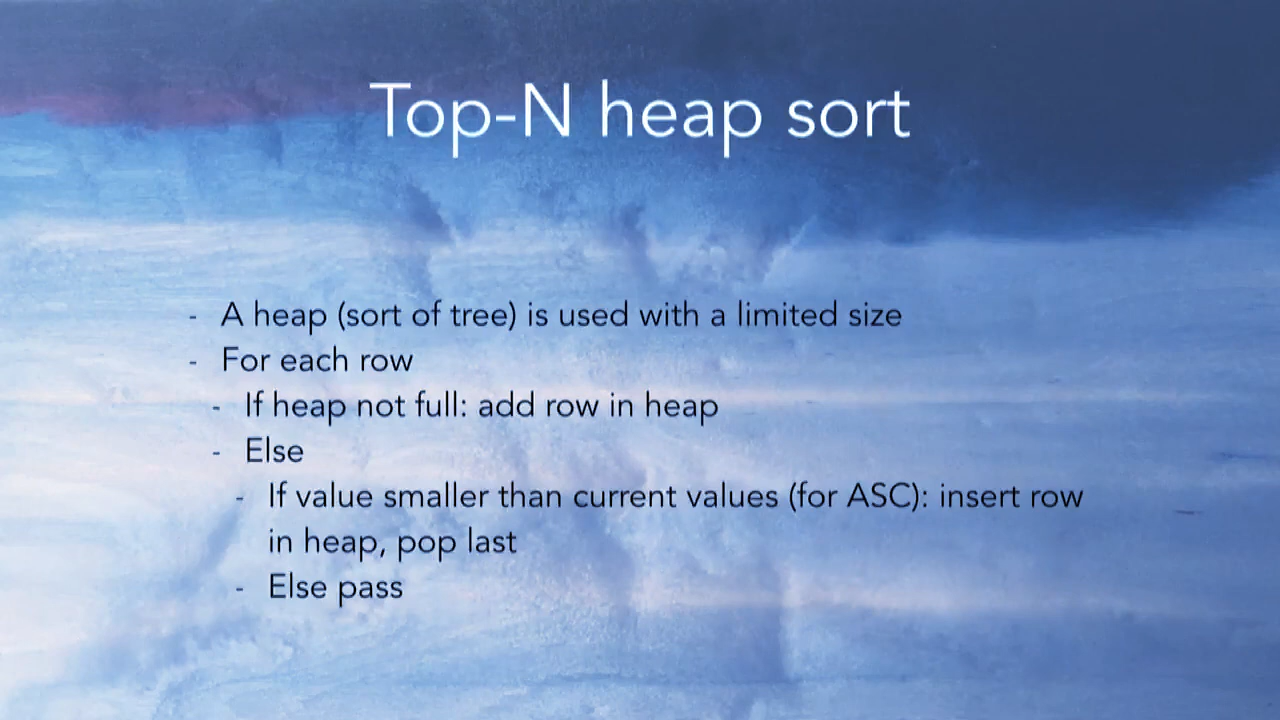 Top-N heap sort
- A heap (sort of tree) is used with a limited size
- For each row
- If heap not full: add row in heap
- Else
- If value smaller than current values (for ASC): insert row
in heap, pop last
- Else pass